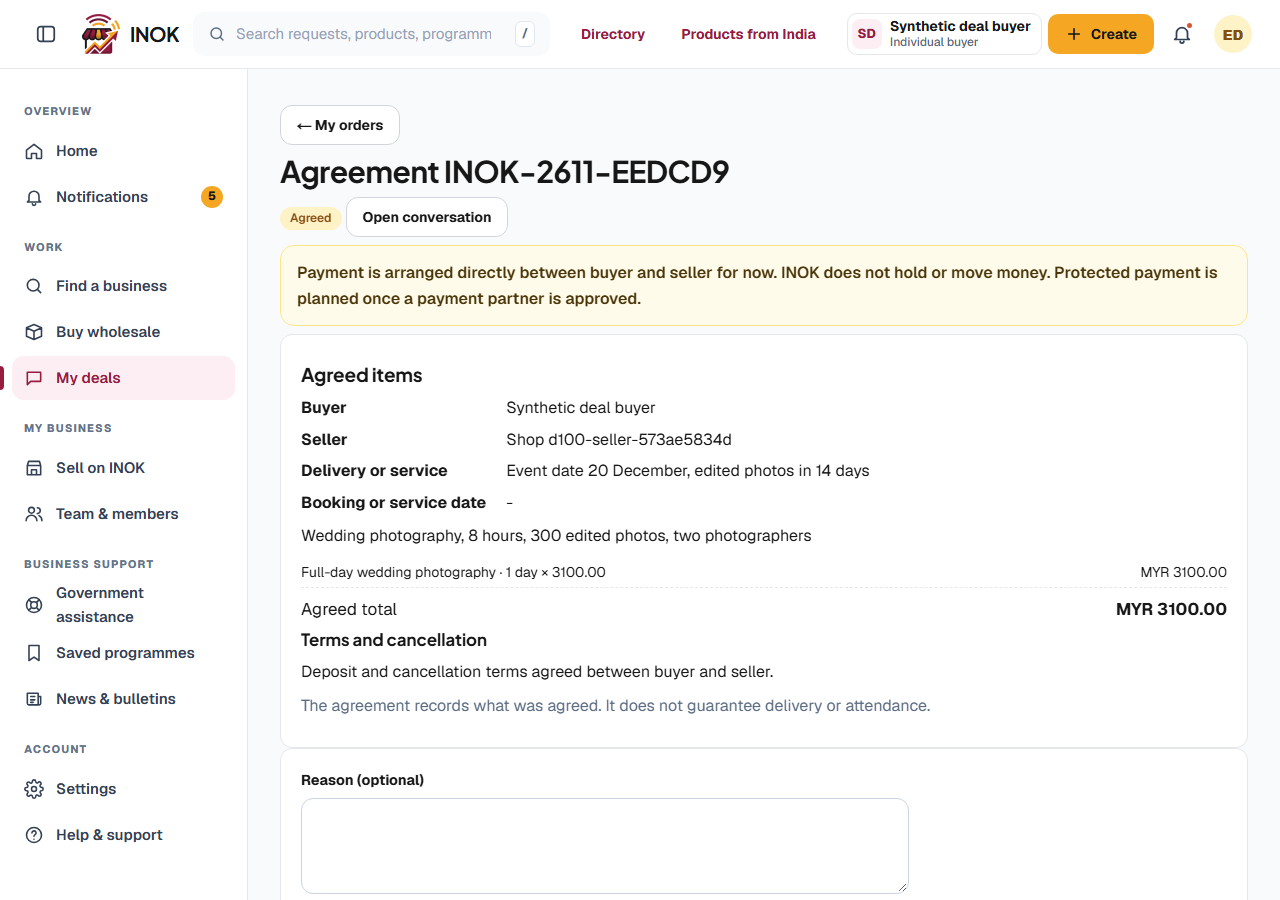 INOK
Search requests, products, programm
/
Directory
Products from India
SD
Synthetic deal buyer
Individual buyer
Create
ED
OVERVIEW
Home
Notifications
5
WORK
Find a business
Buy wholesale
My deals
MY BUSINESS
Sell on INOK
Team & members
BUSINESS SUPPORT
Government
assistance
Saved programmes
News & bulletins
ACCOUNT
Settings
Help & support
← My orders
Agreement INOK-2611-EEDCD9
Agreed
Open conversation
Payment is arranged directly between buyer and seller for now. INOK does not hold or move money. Protected payment is
planned once a payment partner is approved.
Agreed items
Buyer Synthetic deal buyer
Seller Shop d100-seller-573ae5834d
Delivery or service Event date 20 December, edited photos in 14 days
Booking or service date -
Wedding photography, 8 hours, 300 edited photos, two photographers
Full-day wedding photography · 1 day × 3100.00 MYR 3100.00
Agreed total MYR 3100.00
Terms and cancellation
Deposit and cancellation terms agreed between buyer and seller.
The agreement records what was agreed. It does not guarantee delivery or attendance.
Reason (optional)